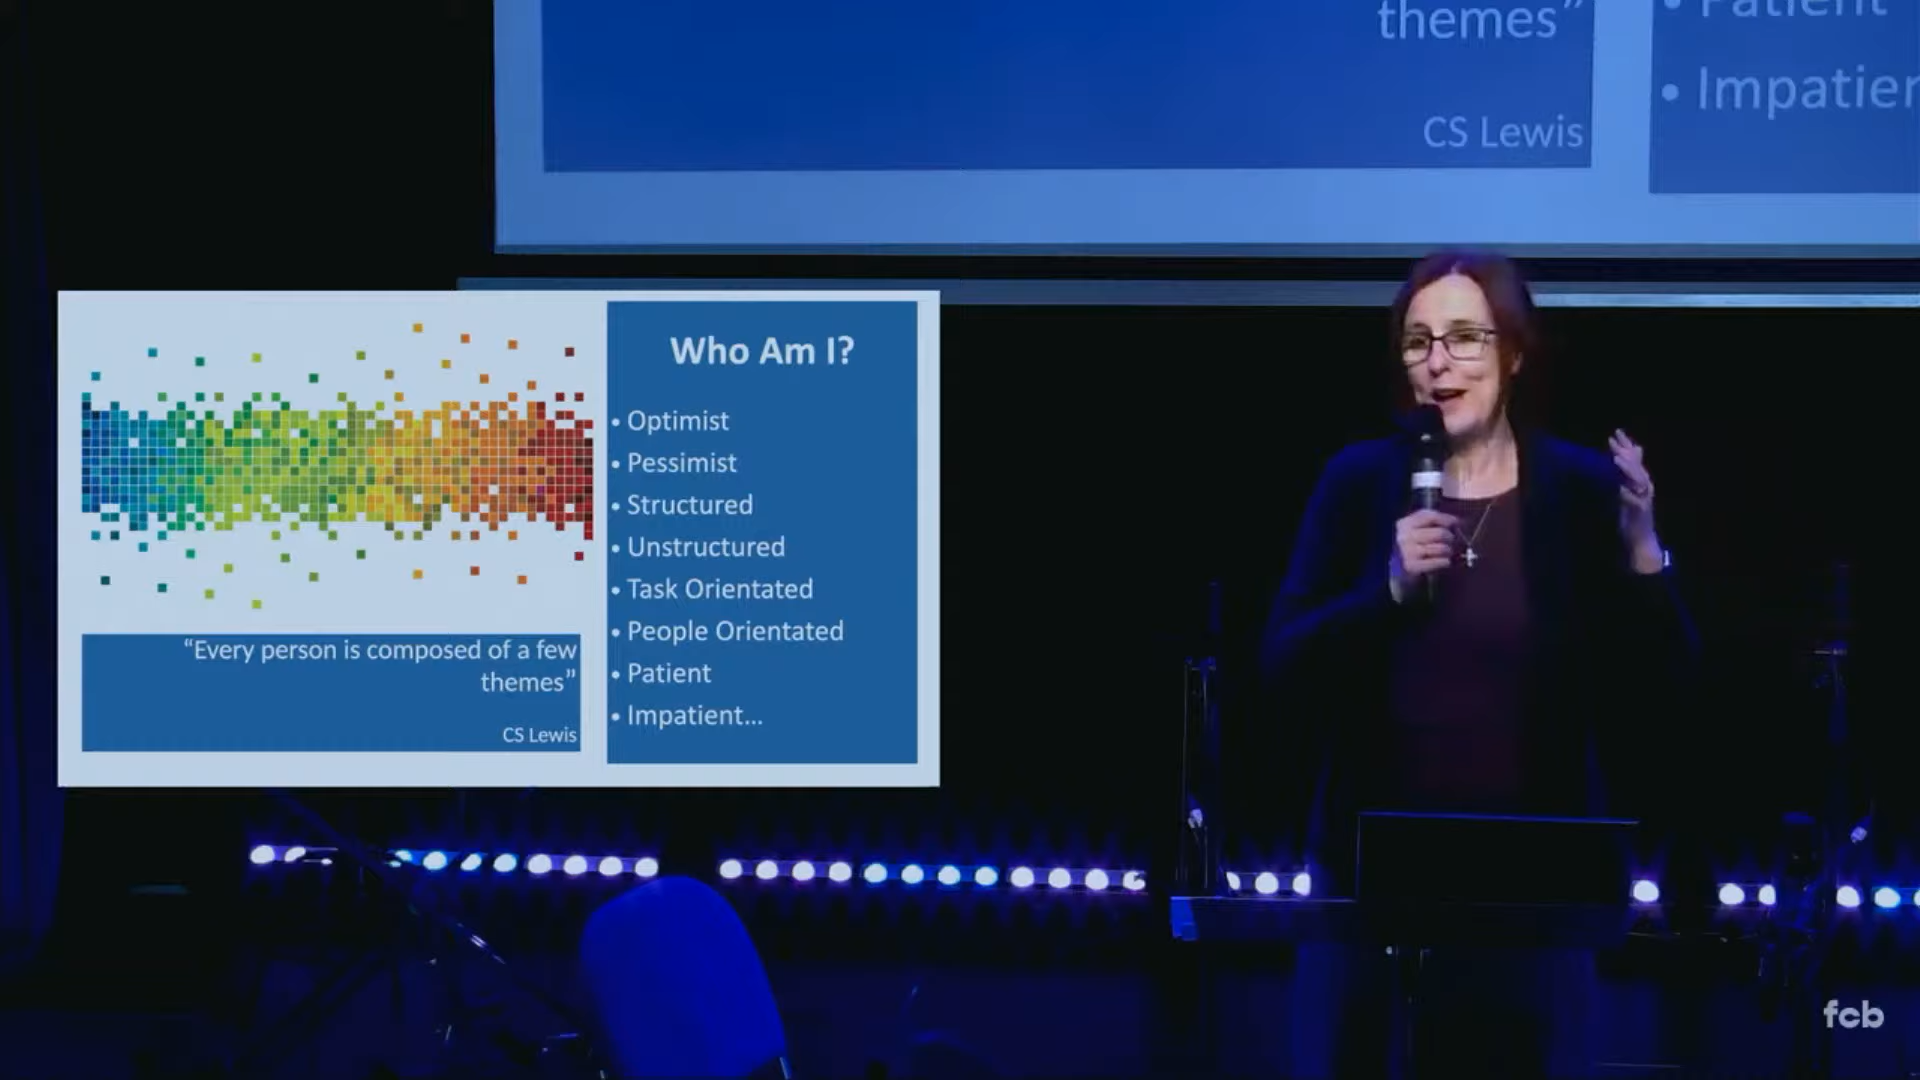 themes”
CS Lewis
• Patient
• Impatien
“Every person is composed of a few
themes”
CS Lewis
Who Am I?
• Optimist
• Pessimist
• Structured
• Unstructured
• Task Orientated
• People Orientated
• Patient
• Impatient...
fcb